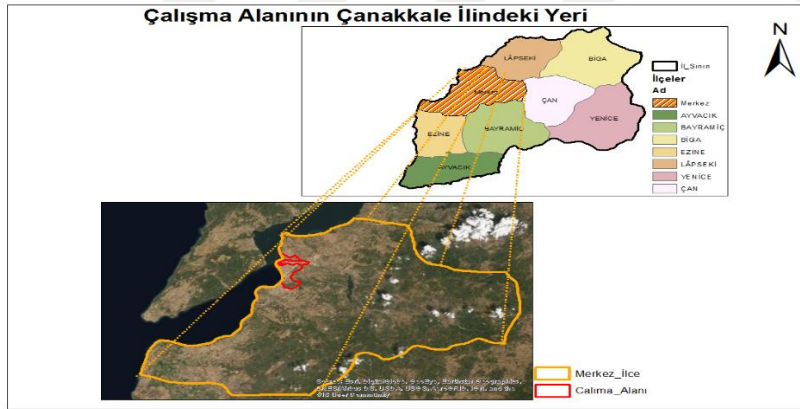 Çalışma Alanının Çanakkale İlindeki Yeri
N
LÂPSEKİ
BİGA
Merkez
ÇAN
EZİNE
BAYRAMİÇ
YENİCE
AYVACIK
İl_Sınırı
İlçeler
Ad
Merkez
AYVACIK
BAYRAMİÇ
BİGA
EZİNE
LÂPSEKİ
YENİCE
ÇAN
Merkez_İlce
Calıma_Alanı